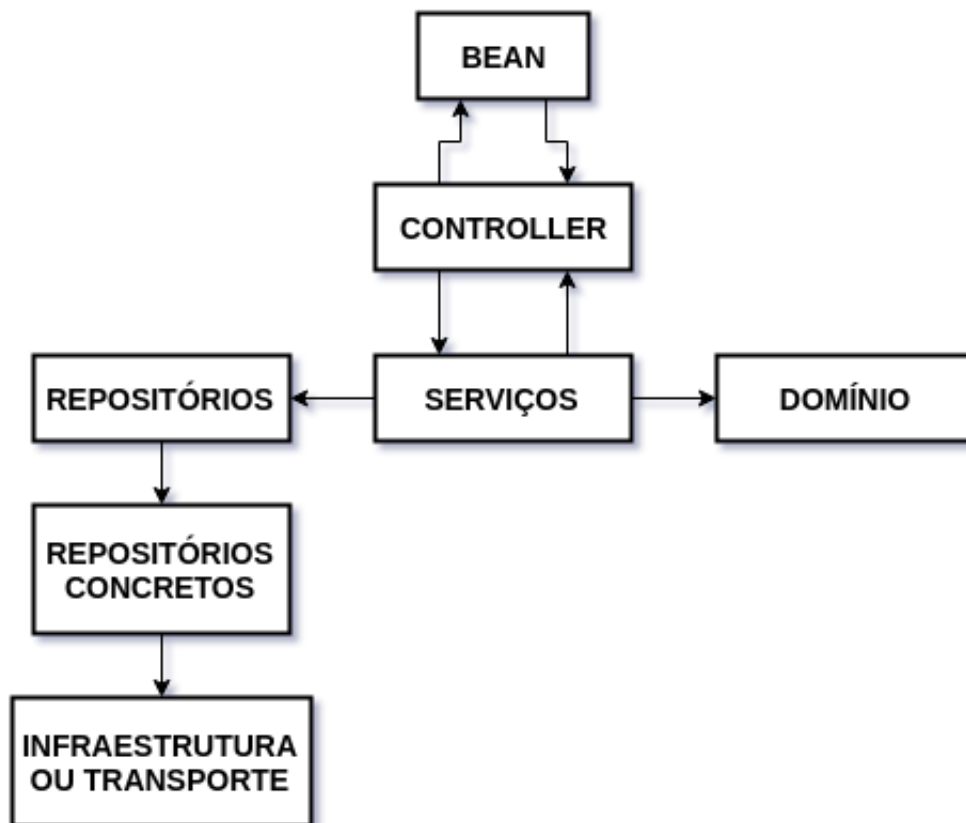 BEAN
CONTROLLER
REPOSITÓRIOS
SERVIÇOS
DOMÍNIO
REPOSITÓRIOS
CONCRETOS
INFRAESTRUTURA
OU TRANSPORTE